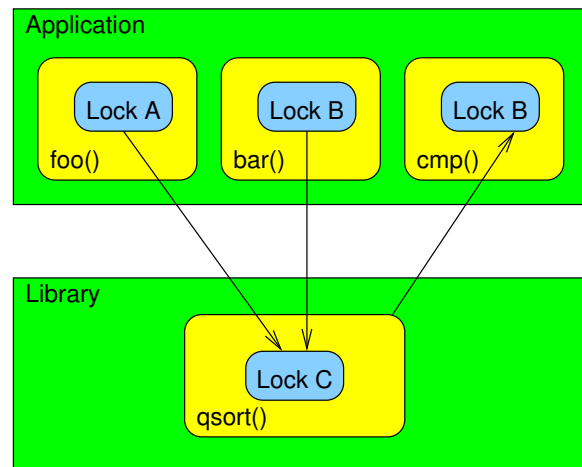 Application
Lock A
Lock B
Lock B
foo()
bar()
cmp()
Library
Lock C
qsort()